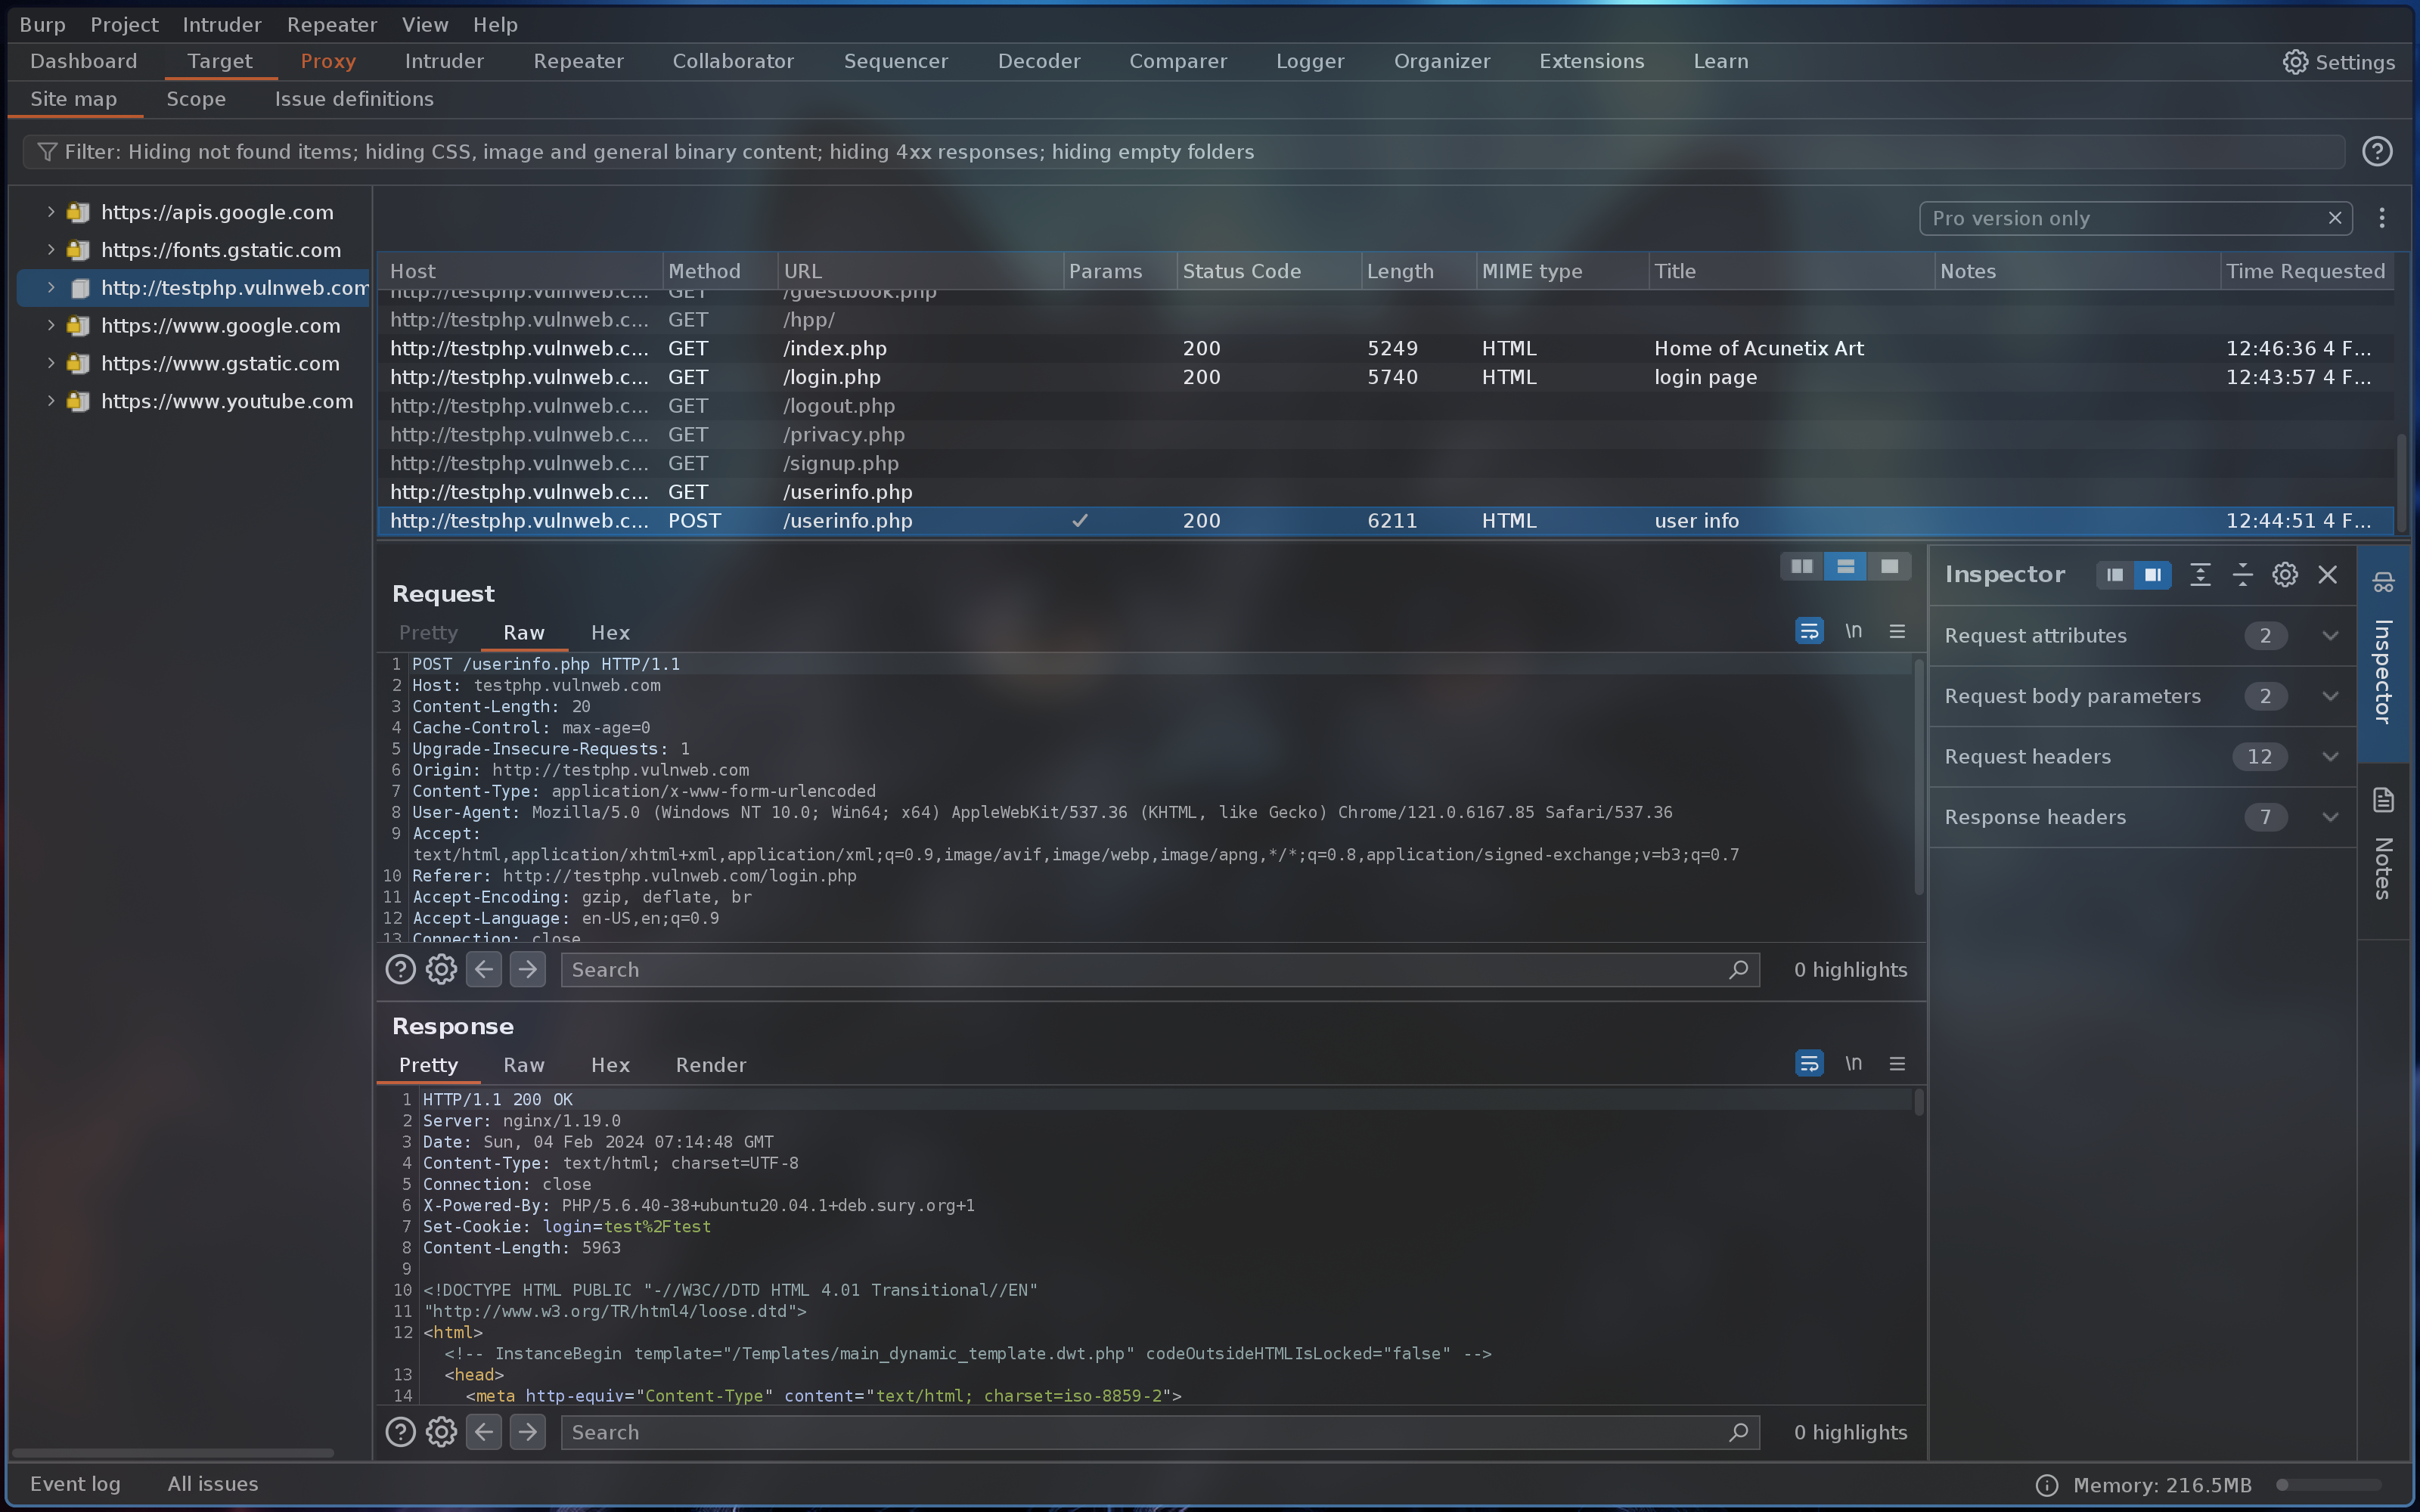 Burp Project Intruder Repeater View Help
Dashboard Target Proxy Intruder Repeater Collaborator Sequencer Decoder Comparer Logger Organizer Extensions Learn Settings
Site map Scope Issue definitions
Filter: Hiding not found items; hiding CSS, image and general binary content; hiding 4xx responses; hiding empty folders
https://apis.google.com
https://fonts.gstatic.com
http://testphp.vulnweb.com
https://www.google.com
https://www.gstatic.com
https://www.youtube.com
Pro version only
Host Method URL Params Status Code Length MIME type Title Notes Time Requested
http://testphp.vulnweb.c... GET /guestbook.php
http://testphp.vulnweb.c... GET /hpp/
http://testphp.vulnweb.c... GET /index.php 200 5249 HTML Home of Acunetix Art 12:46:36 4 F...
http://testphp.vulnweb.c... GET /login.php 200 5740 HTML login page 12:43:57 4 F...
http://testphp.vulnweb.c... GET /logout.php
http://testphp.vulnweb.c... GET /privacy.php
http://testphp.vulnweb.c... GET /signup.php
http://testphp.vulnweb.c... GET /userinfo.php
http://testphp.vulnweb.c... POST /userinfo.php ✓ 200 6211 HTML user info 12:44:51 4 F...
Request
Pretty Raw Hex \n
1 POST /userinfo.php HTTP/1.1
2 Host: testphp.vulnweb.com
3 Content-Length: 20
4 Cache-Control: max-age=0
5 Upgrade-Insecure-Requests: 1
6 Origin: http://testphp.vulnweb.com
7 Content-Type: application/x-www-form-urlencoded
8 User-Agent: Mozilla/5.0 (Windows NT 10.0; Win64; x64) AppleWebKit/537.36 (KHTML, like Gecko) Chrome/121.0.6167.85 Safari/537.36
9 Accept:
text/html,application/xhtml+xml,application/xml;q=0.9,image/avif,image/webp,image/apng,*/*;q=0.8,application/signed-exchange;v=b3;q=0.7
10 Referer: http://testphp.vulnweb.com/login.php
11 Accept-Encoding: gzip, deflate, br
12 Accept-Language: en-US,en;q=0.9
13 Connection: close
Search 0 highlights
Response
Pretty Raw Hex Render \n
1 HTTP/1.1 200 OK
2 Server: nginx/1.19.0
3 Date: Sun, 04 Feb 2024 07:14:48 GMT
4 Content-Type: text/html; charset=UTF-8
5 Connection: close
6 X-Powered-By: PHP/5.6.40-38+ubuntu20.04.1+deb.sury.org+1
7 Set-Cookie: login=test%2Ftest
8 Content-Length: 5963
9
10 <!DOCTYPE HTML PUBLIC "-//W3C//DTD HTML 4.01 Transitional//EN"
11 "http://www.w3.org/TR/html4/loose.dtd">
12 <html>
<!-- InstanceBegin template="/Templates/main_dynamic_template.dwt.php" codeOutsideHTMLIsLocked="false" -->
13 <head>
14 <meta http-equiv="Content-Type" content="text/html; charset=iso-8859-2">
Search 0 highlights
Inspector
Request attributes 2
Request body parameters 2
Request headers 12
Response headers 7
Inspector
Notes
Event log All issues Memory: 216.5MB